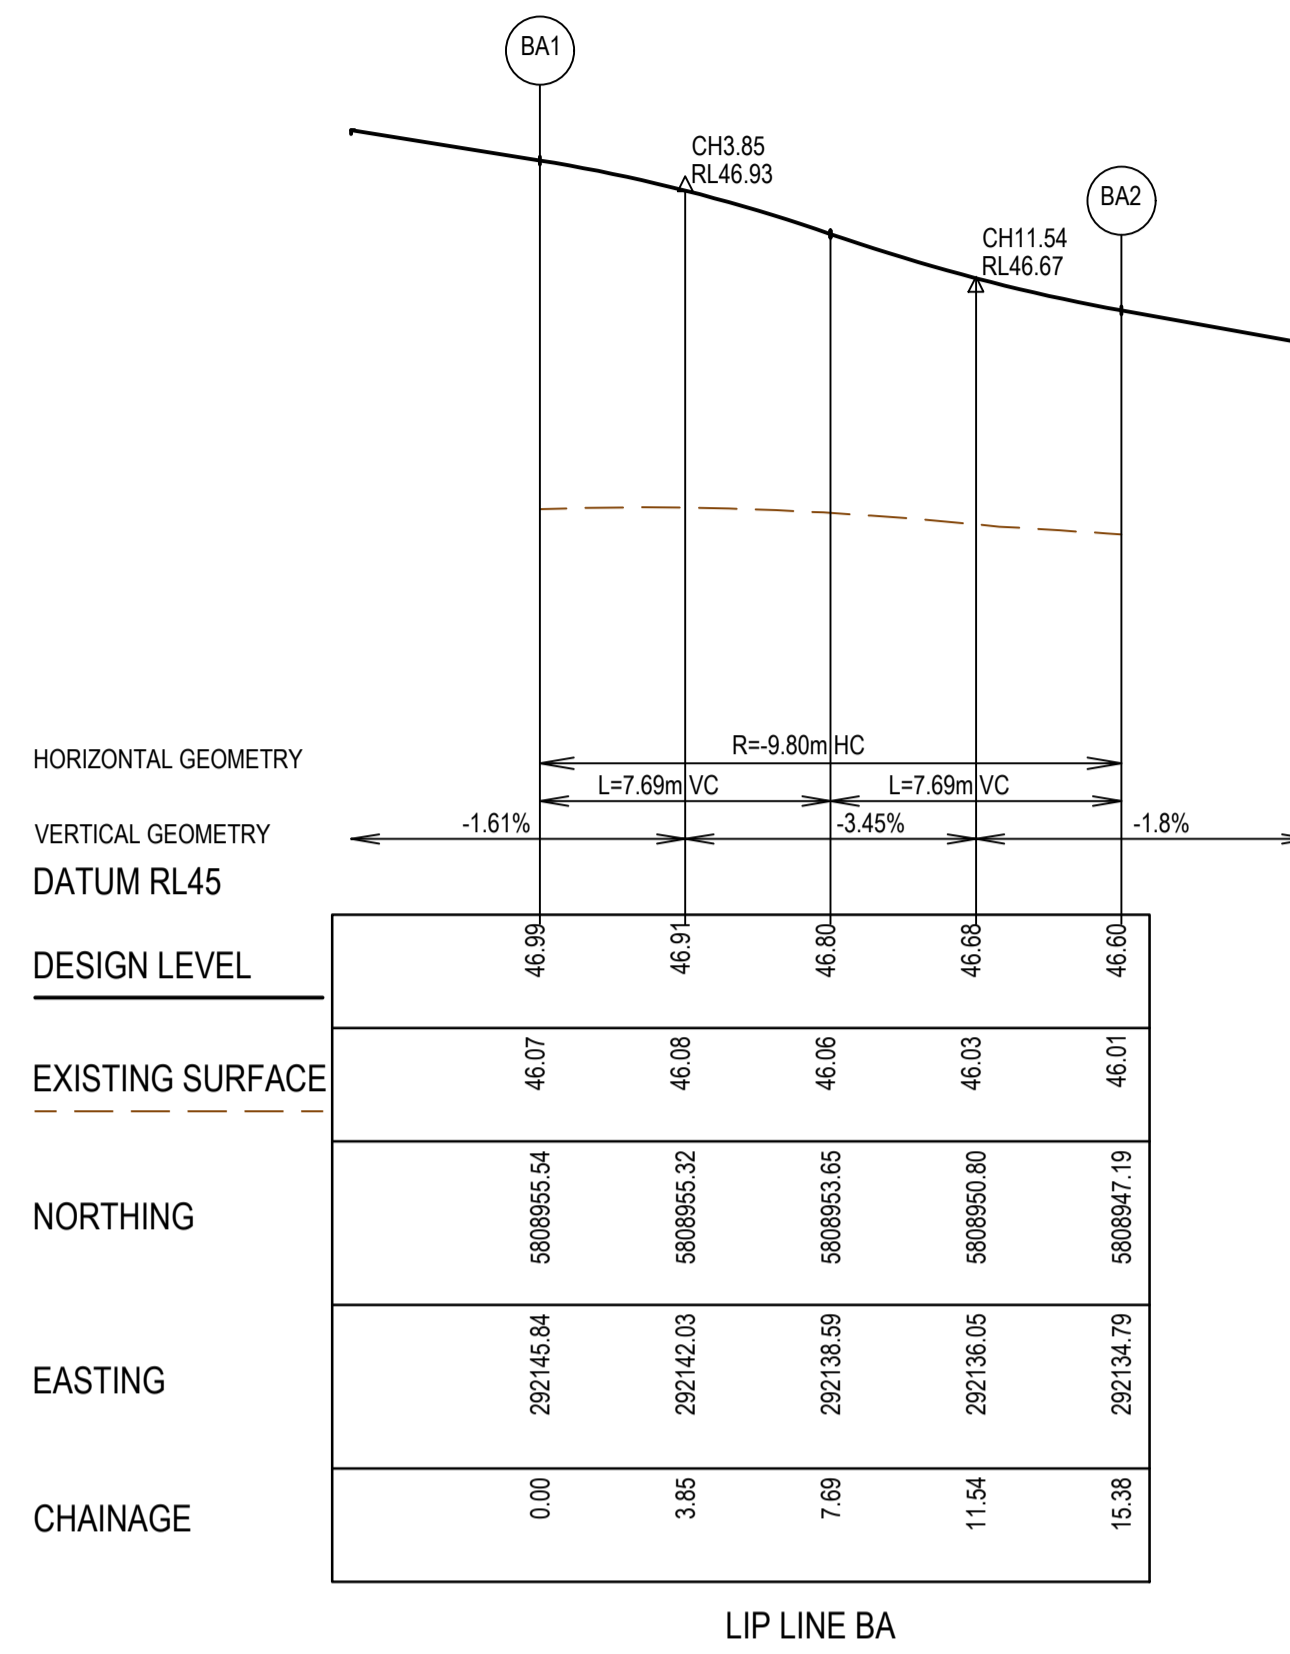 BA1
CH3.85
RL46.93
BA2
CH11.54
RL46.67
HORIZONTAL GEOMETRY
R=-9.80m HC
L=7.69m VC
L=7.69m VC
VERTICAL GEOMETRY
-1.61%
-3.45%
-1.8%
DATUM RL45
DESIGN LEVEL
46.99
46.91
46.80
46.68
46.60
EXISTING SURFACE
46.07
46.08
46.06
46.03
46.01
NORTHING
5808955.54
5808955.32
5808953.65
5808950.80
5808947.19
EASTING
292145.84
292142.03
292138.59
292136.05
292134.79
CHAINAGE
0.00
3.85
7.69
11.54
15.38
LIP LINE BA